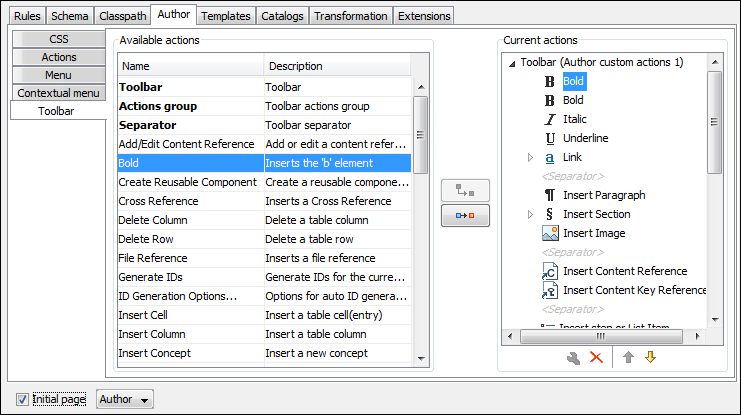 Rules Schema Classpath Author Templates Catalogs Transformation Extensions
CSS
Actions
Menu
Contextual menu
Toolbar
Available actions
Name Description
Toolbar Toolbar
Actions group Toolbar actions group
Separator Toolbar separator
Add/Edit Content Reference Add or edit a content refer...
Bold Inserts the 'b' element
Create Reusable Component Create a reusable compone...
Cross Reference Inserts a Cross Reference
Delete Column Delete a table column
Delete Row Delete a table row
File Reference Inserts a file reference
Generate IDs Generate IDs for the curre...
ID Generation Options... Options for auto ID genera...
Insert Cell Insert a table cell(entry)
Insert Column Insert a table column
Insert Concept Insert a new concept
Current actions
Toolbar (Author custom actions 1)
B Bold
B Bold
I Italic
U Underline
a Link
<Separator>
¶ Insert Paragraph
§ Insert Section
Insert Image
<Separator>
Insert Content Reference
Insert Content Key Reference
<Separator>
Insert step or List Item
Initial page Author